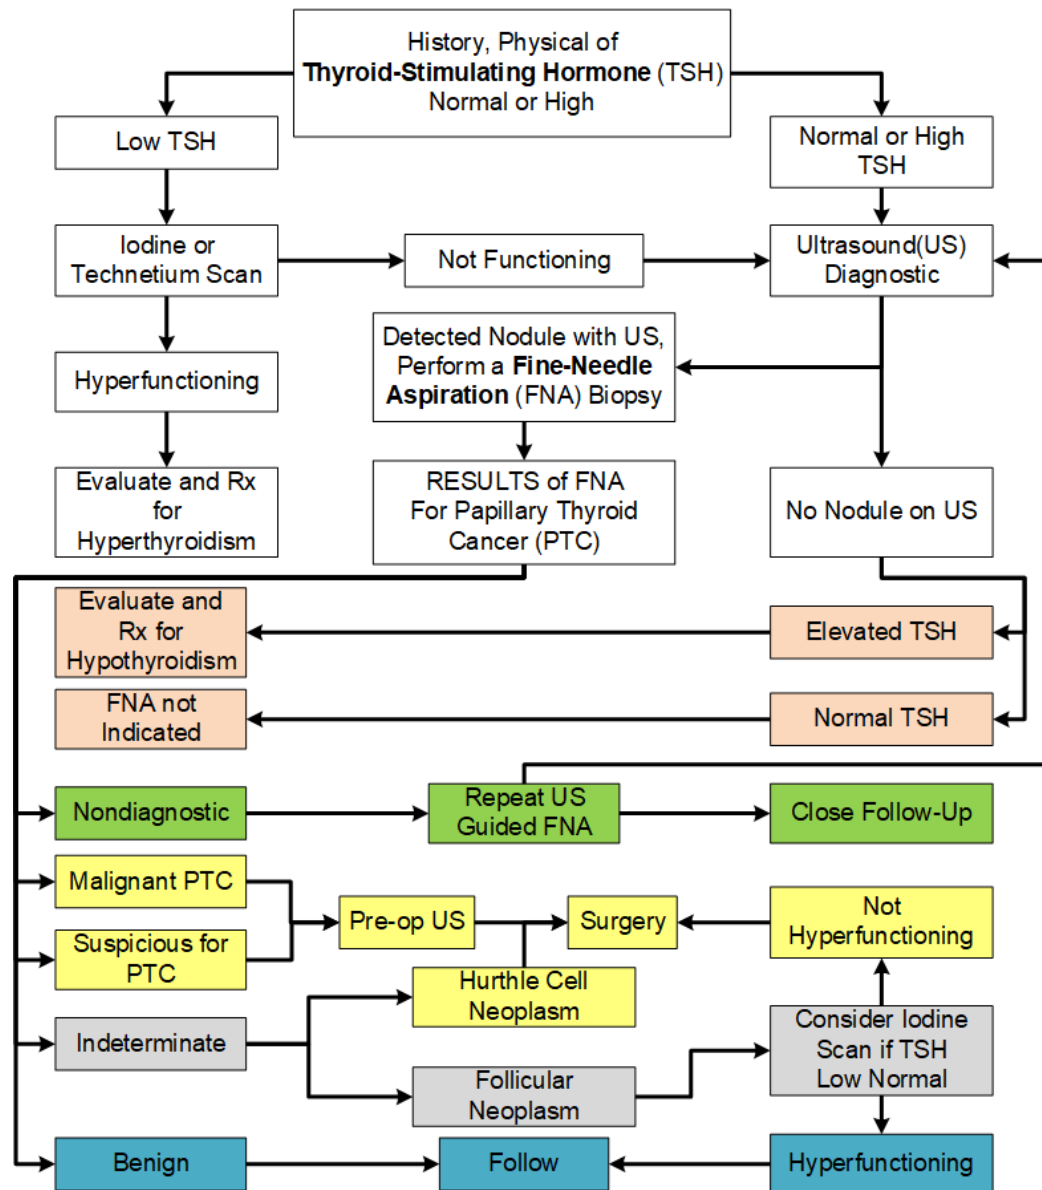 History, Physical of
Thyroid-Stimulating Hormone (TSH)
Normal or High
Low TSH
Normal or High
TSH
Iodine or
Technetium Scan
Not Functioning
Ultrasound(US)
Diagnostic
Detected Nodule with US,
Perform a Fine-Needle
Aspiration (FNA) Biopsy
Hyperfunctioning
Evaluate and Rx
for
Hyperthyroidism
RESULTS of FNA
For Papillary Thyroid
Cancer (PTC)
No Nodule on US
Evaluate and
Rx for
Hypothyroidism
Elevated TSH
FNA not
Indicated
Normal TSH
Nondiagnostic
Repeat US
Guided FNA
Close Follow-Up
Malignant PTC
Suspicious for
PTC
Pre-op US
Surgery
Not
Hyperfunctioning
Hurthle Cell
Neoplasm
Indeterminate
Consider Iodine
Scan if TSH
Low Normal
Follicular
Neoplasm
Benign
Follow
Hyperfunctioning